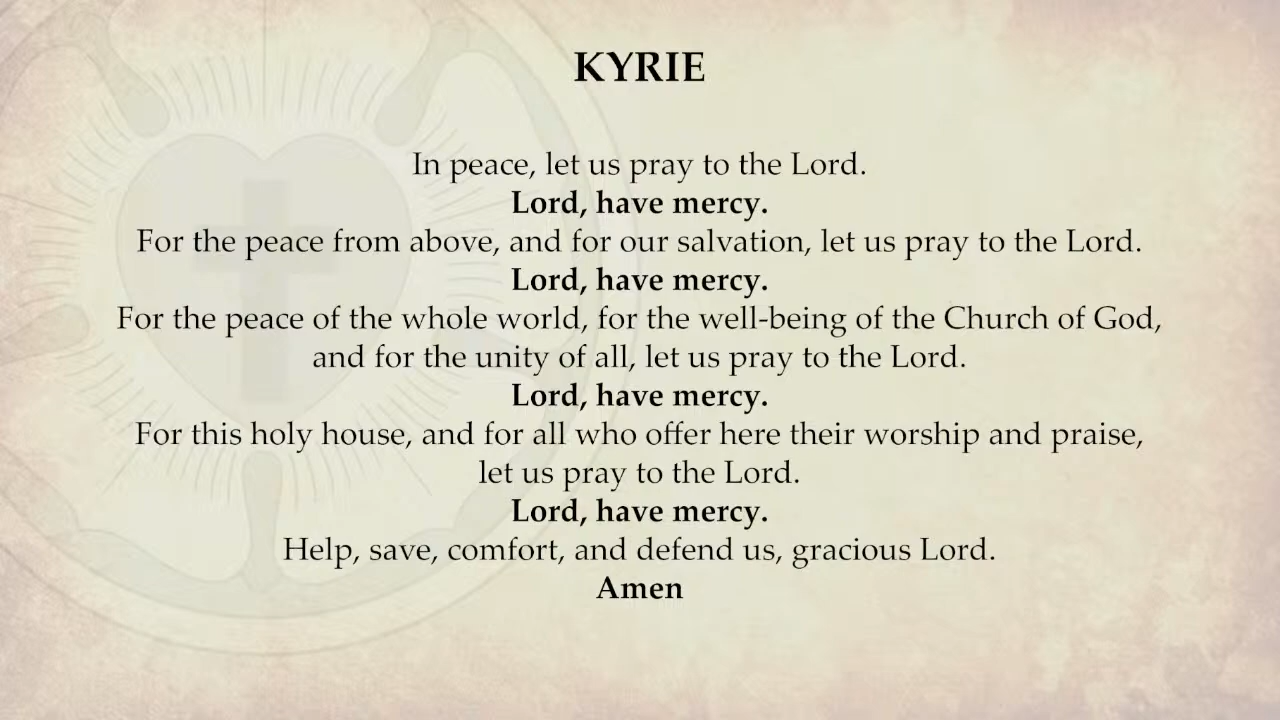 KYRIE
In peace, let us pray to the Lord.
Lord, have mercy.
For the peace from above, and for our salvation, let us pray to the Lord.
Lord, have mercy.
For the peace of the whole world, for the well-being of the Church of God,
and for the unity of all, let us pray to the Lord.
Lord, have mercy.
For this holy house, and for all who offer here their worship and praise,
let us pray to the Lord.
Lord, have mercy.
Help, save, comfort, and defend us, gracious Lord.
Amen